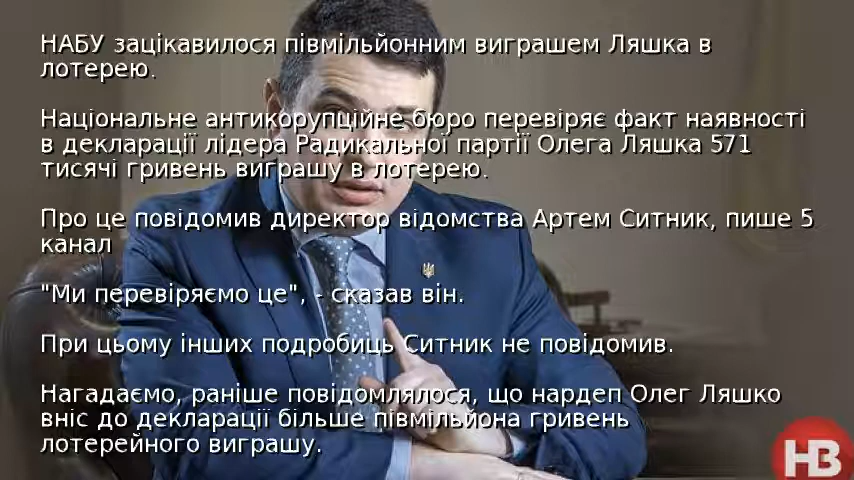 НАБУ зацікавилося півмільйонним виграшем Ляшка в
лотерею.
Національне антикорупційне бюро перевіряє факт наявності
в декларації лідера Радикальної партії Олега Ляшка 571
тисячі гривень виграшу в лотерею.
Про це повідомив директор відомства Артем Ситник, пише 5
канал
"Ми перевіряємо це", - сказав він.
При цьому інших подробиць Ситник не повідомив.
Нагадаємо, раніше повідомлялося, що нардеп Олег Ляшко
вніс до декларації більше півмільйона гривень
лотерейного виграшу.
НВ